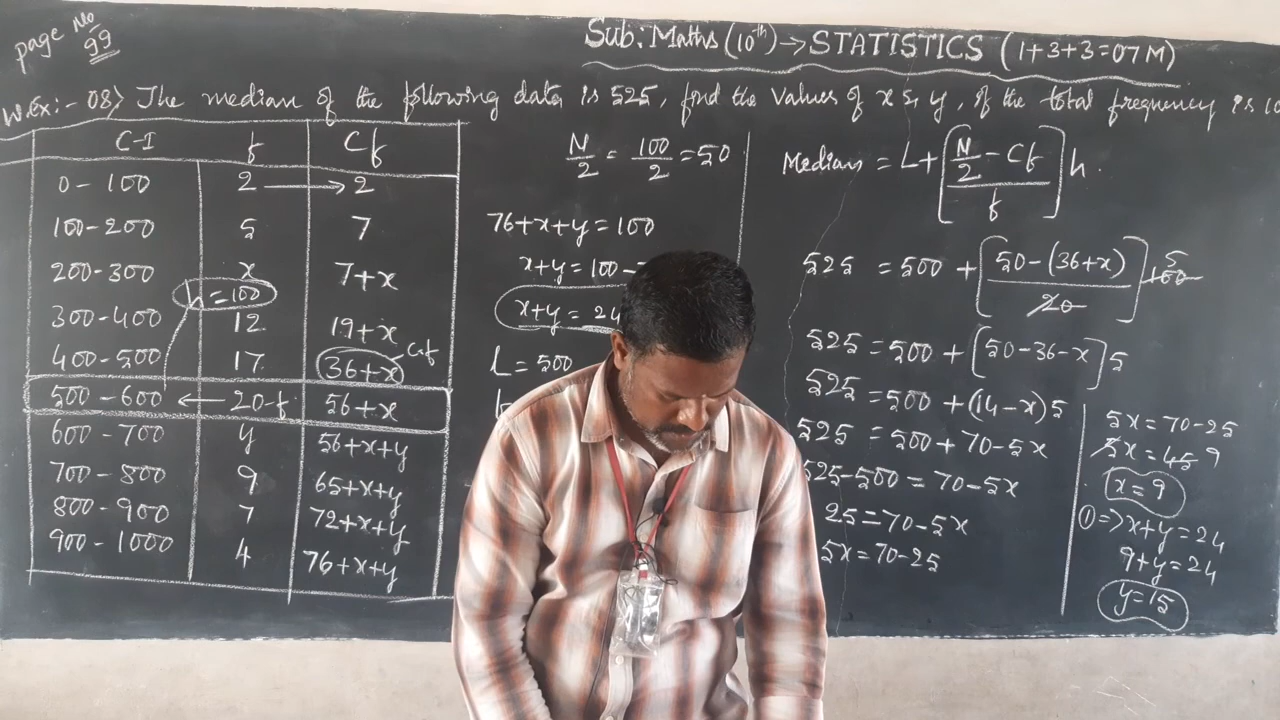 page No
99
Sub: Maths (10th) → STATISTICS (1+3+3=07M)
W.Ex:- 08) The median of the following data is 525, find the values of x & y, if the total frequency is 10
C-I f Cf
0-100 2 → 2
100-200 5 7
200-300 x 7+x
h=100
300-400 12 19+x
400-500 17 36+x Cf
500-600 ← 20-f 56+x
600-700 y 56+x+y
700-800 9 65+x+y
800-900 7 72+x+y
900-1000 4 76+x+y
N/2 = 100/2 = 50
76+x+y=100
x+y=100-
x+y=24
L=500
Median = L+[(N/2 - Cf)/f]h.
525 = 500 + [(50-(36+x))/20] 100 5
525 = 500 + [50-36-x]5
525 = 500 + (14-x)5
525 = 500+70-5x
525-500 = 70-5x
25=70-5x
5x=70-25
5x=70-25
5x=45 9
x=9
①=> x+y=24
9+y=24
y=15